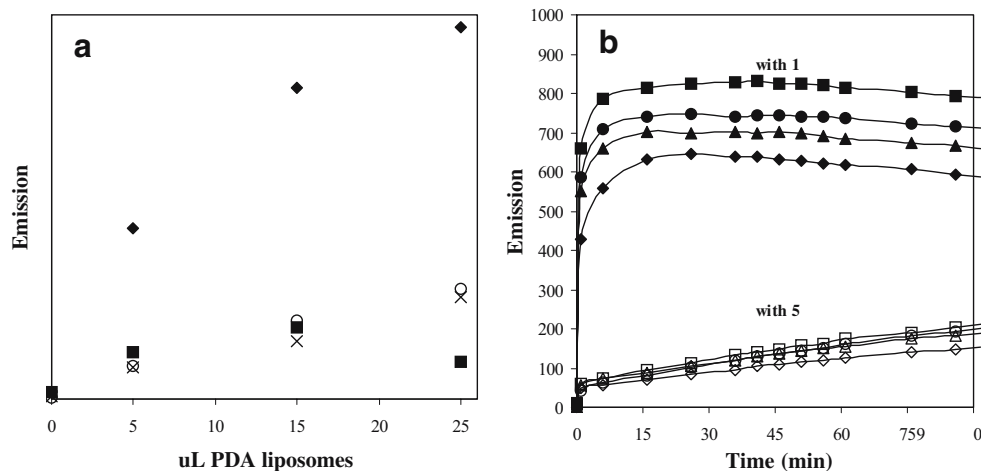 a
Emission
0 5 10 15 20 25
uL PDA liposomes
b
1000
900
800
700
600
500
400
300
200
100
0
Emission
with 1
with 5
0 15 30 45 60 759 0
Time (min)